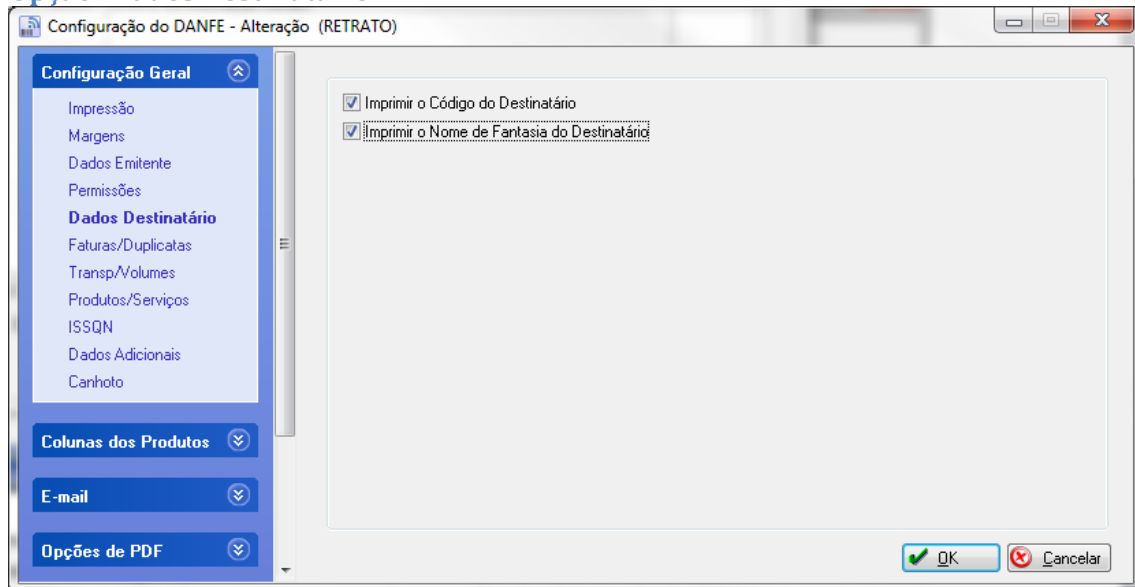 Configuração do DANFE - Alteração (RETRATO)
Configuração Geral
Impressão
Margens
Dados Emitente
Permissões
Dados Destinatário
Faturas/Duplicatas
Transp/Volumes
Produtos/Serviços
ISSQN
Dados Adicionais
Canhoto
Colunas dos Produtos
E-mail
Opções de PDF
Imprimir o Código do Destinatário
Imprimir o Nome de Fantasia do Destinatário
OK
Cancelar